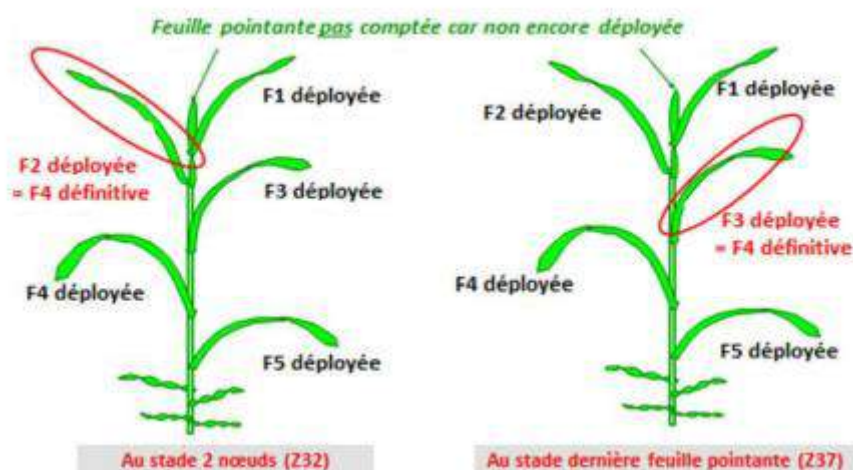 Feuille pointante pas comptée car non encore déployée
F1 déployée
F2 déployée
= F4 définitive
F3 déployée
F4 déployée
F5 déployée
Au stade 2 nœuds (Z32)
F2 déployée
F1 déployée
F3 déployée
= F4 définitive
F4 déployée
F5 déployée
Au stade dernière feuille pointante (Z37)